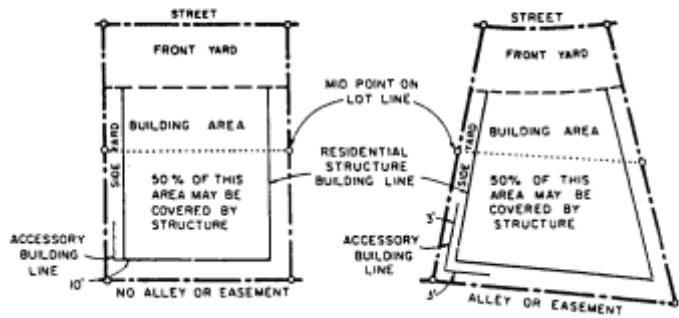 STREET
FRONT YARD
BUILDING AREA
SIDE YARD
50% OF THIS
AREA MAY BE
COVERED BY
STRUCTURE
ACCESSORY
BUILDING
LINE
10'
NO ALLEY OR EASEMENT
MID POINT ON
LOT LINE
RESIDENTIAL
STRUCTURE
BUILDING LINE
STREET
FRONT YARD
BUILDING AREA
SIDE YARD
50% OF THIS
AREA MAY BE
COVERED BY
STRUCTURE
3'
ACCESSORY
BUILDING
LINE
3'
ALLEY OR EASEMENT